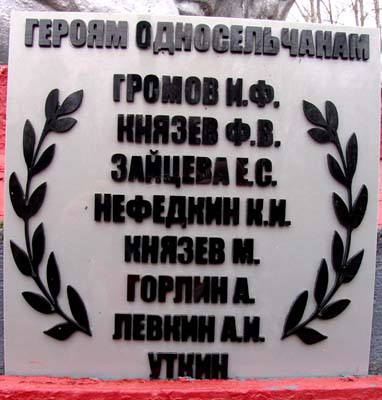 ГЕРОЯМ ОДНОСЕЛЬЧАНАМ
ГРОМОВ И.Ф.
КНЯЗЕВ Ф.В.
ЗАЙЦЕВА Е.С.
НЕФЕДКИН К.И.
КНЯЗЕВ М.
ГОРЛИН А.
ЛЕВКИН А.И.
УТКИН